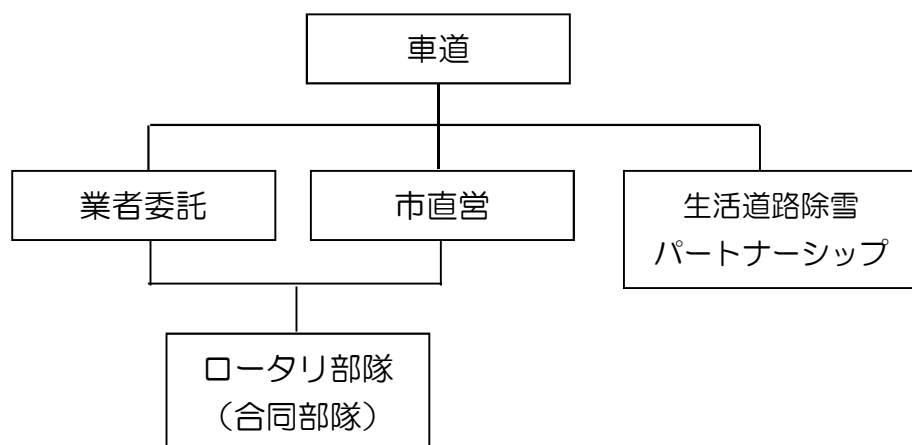 車道
業者委託
市直営
生活道路除雪
パートナーシップ
ロータリ部隊
（合同部隊）